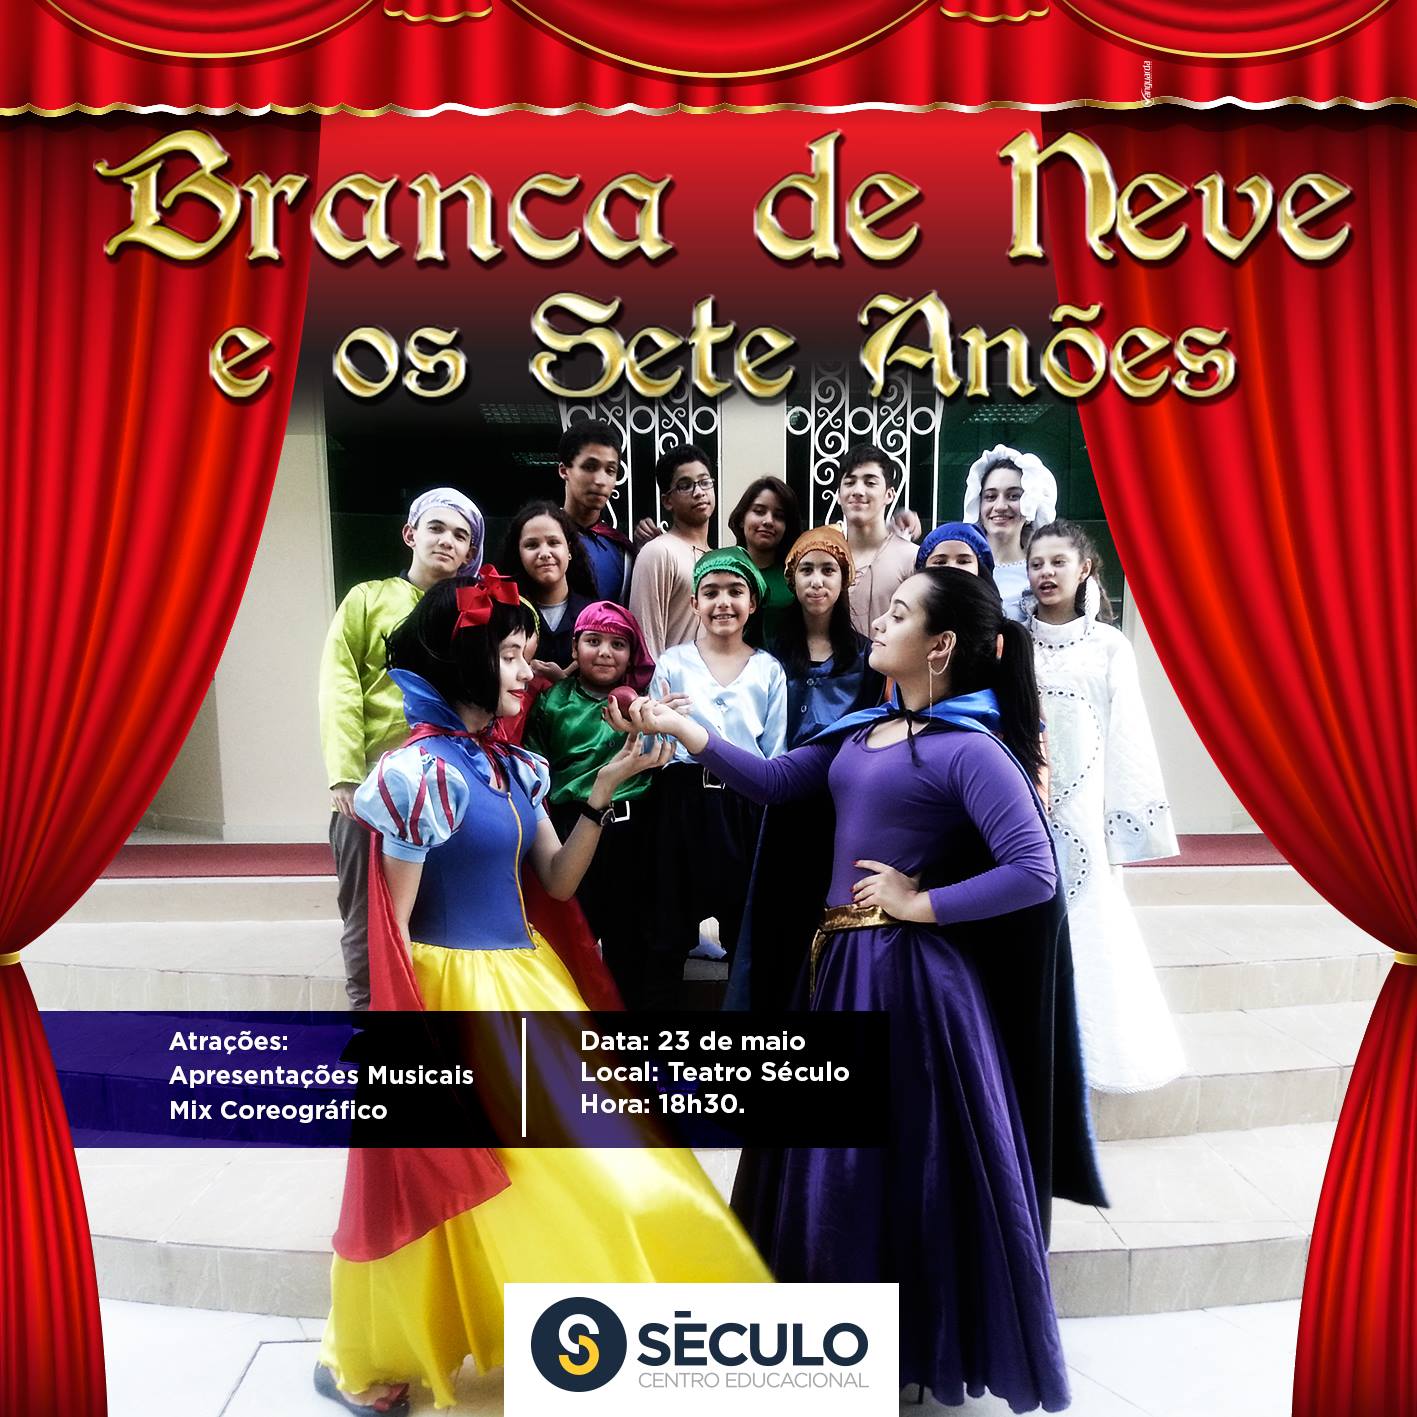 Vanguarda
Branca de Neve
e os Sete Anões
Atrações:
Apresentações Musicais
Mix Coreográfico
Data: 23 de maio
Local: Teatro Século
Hora: 18h30.
SÉCULO
CENTRO EDUCACIONAL